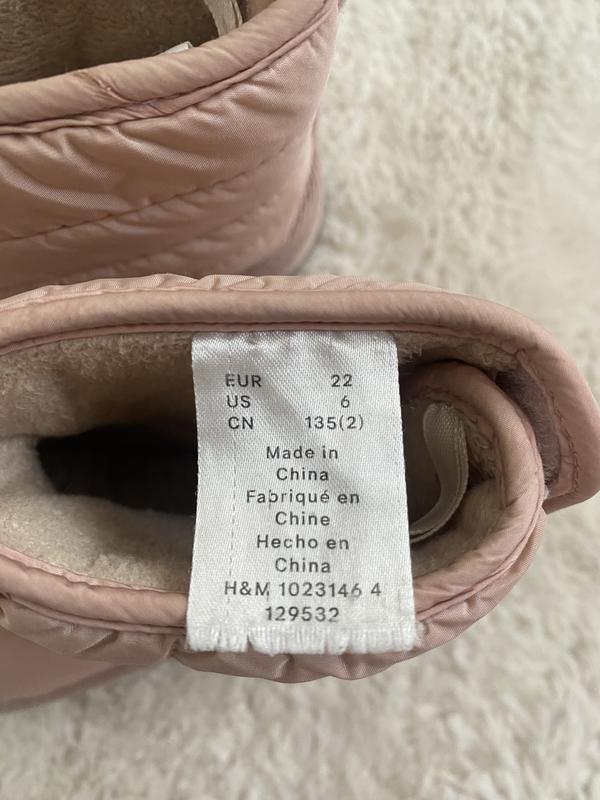 EUR 22
US 6
CN 135(2)
Made in
China
Fabriqué en
Chine
Hecho en
China
H&M 1023146 4
129532